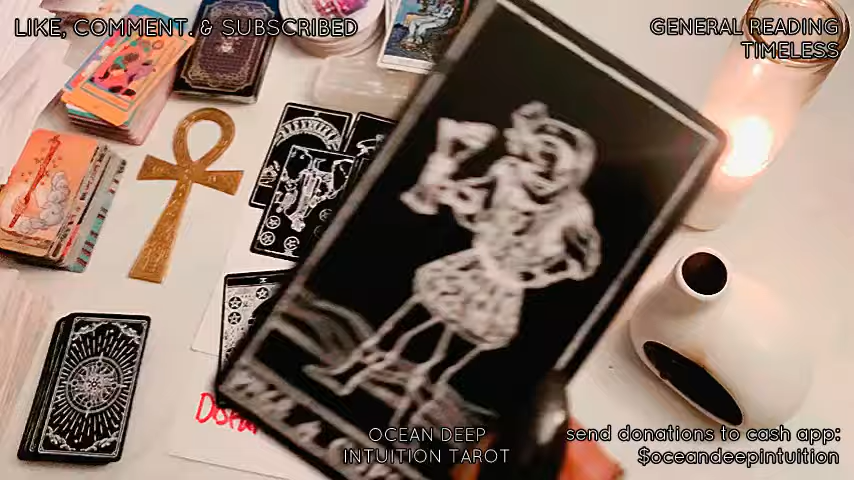 LIKE, COMMENT. & SUBSCRIBED
GENERAL READING
TIMELESS
OCEAN DEEP
INTUITION TAROT
send donations to cash app:
$oceandeepintuition